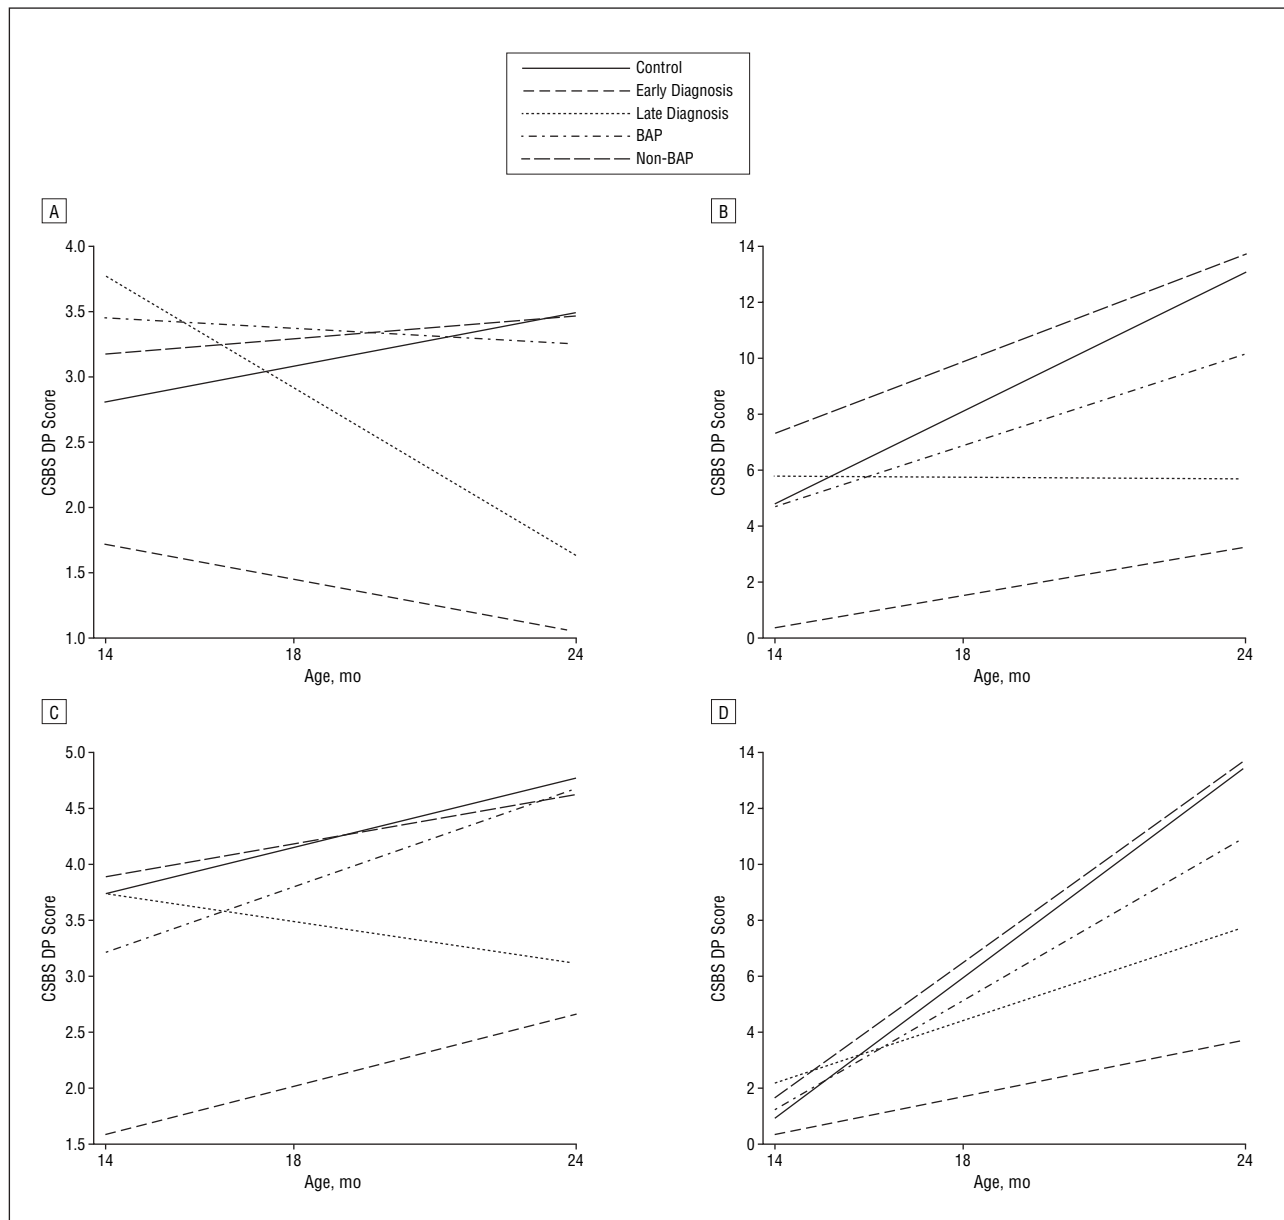 Control
Early Diagnosis
Late Diagnosis
BAP
Non-BAP
A
4.0
3.5
3.0
2.5
2.0
1.5
1.0
CSBS DP Score
14
18
24
Age, mo
B
14
12
10
8
6
4
2
0
CSBS DP Score
14
18
24
Age, mo
C
5.0
4.5
4.0
3.5
3.0
2.5
2.0
1.5
CSBS DP Score
14
18
24
Age, mo
D
14
12
10
8
6
4
2
0
CSBS DP Score
14
18
24
Age, mo